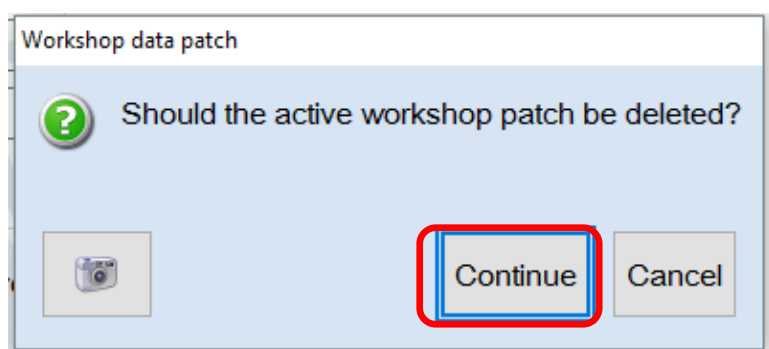 Workshop data patch
Should the active workshop patch be deleted?
Continue
Cancel